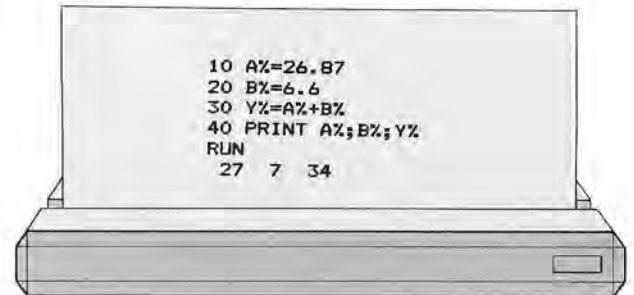 10 A%=26.87
20 B%=6.6
30 Y%=A%+B%
40 PRINT A%;B%;Y%
RUN
27 7 34